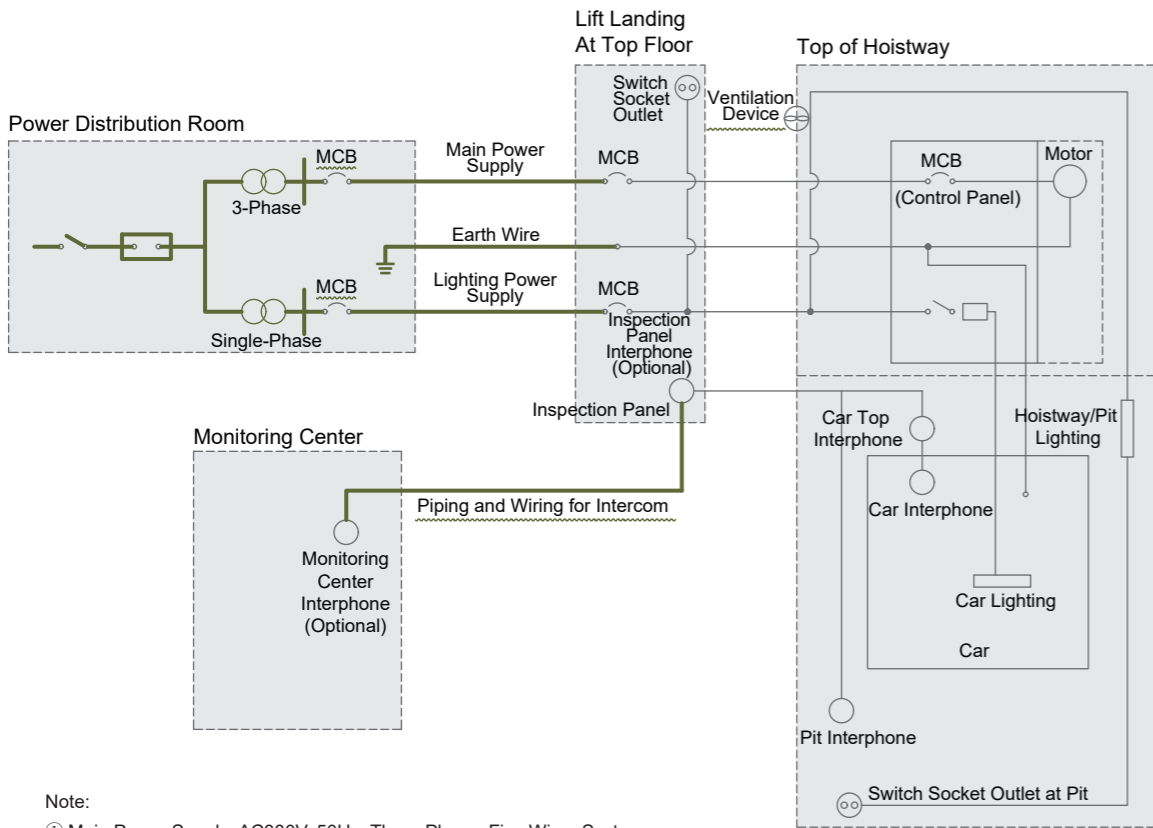 Lift Landing
At Top Floor
Top of Hoistway
Switch
Socket
Outlet
Ventilation
Device
Power Distribution Room
MCB
Main Power
Supply
MCB
MCB
(Control Panel)
Motor
3-Phase
Earth Wire
MCB
Lighting Power
Supply
MCB
Single-Phase
Inspection
Panel
Interphone
(Optional)
Inspection Panel
Car Top
Interphone
Hoistway/Pit
Lighting
Monitoring Center
Piping and Wiring for Intercom
Car Interphone
Monitoring
Center
Interphone
(Optional)
Car Lighting
Car
Pit Interphone
Switch Socket Outlet at Pit
Note: